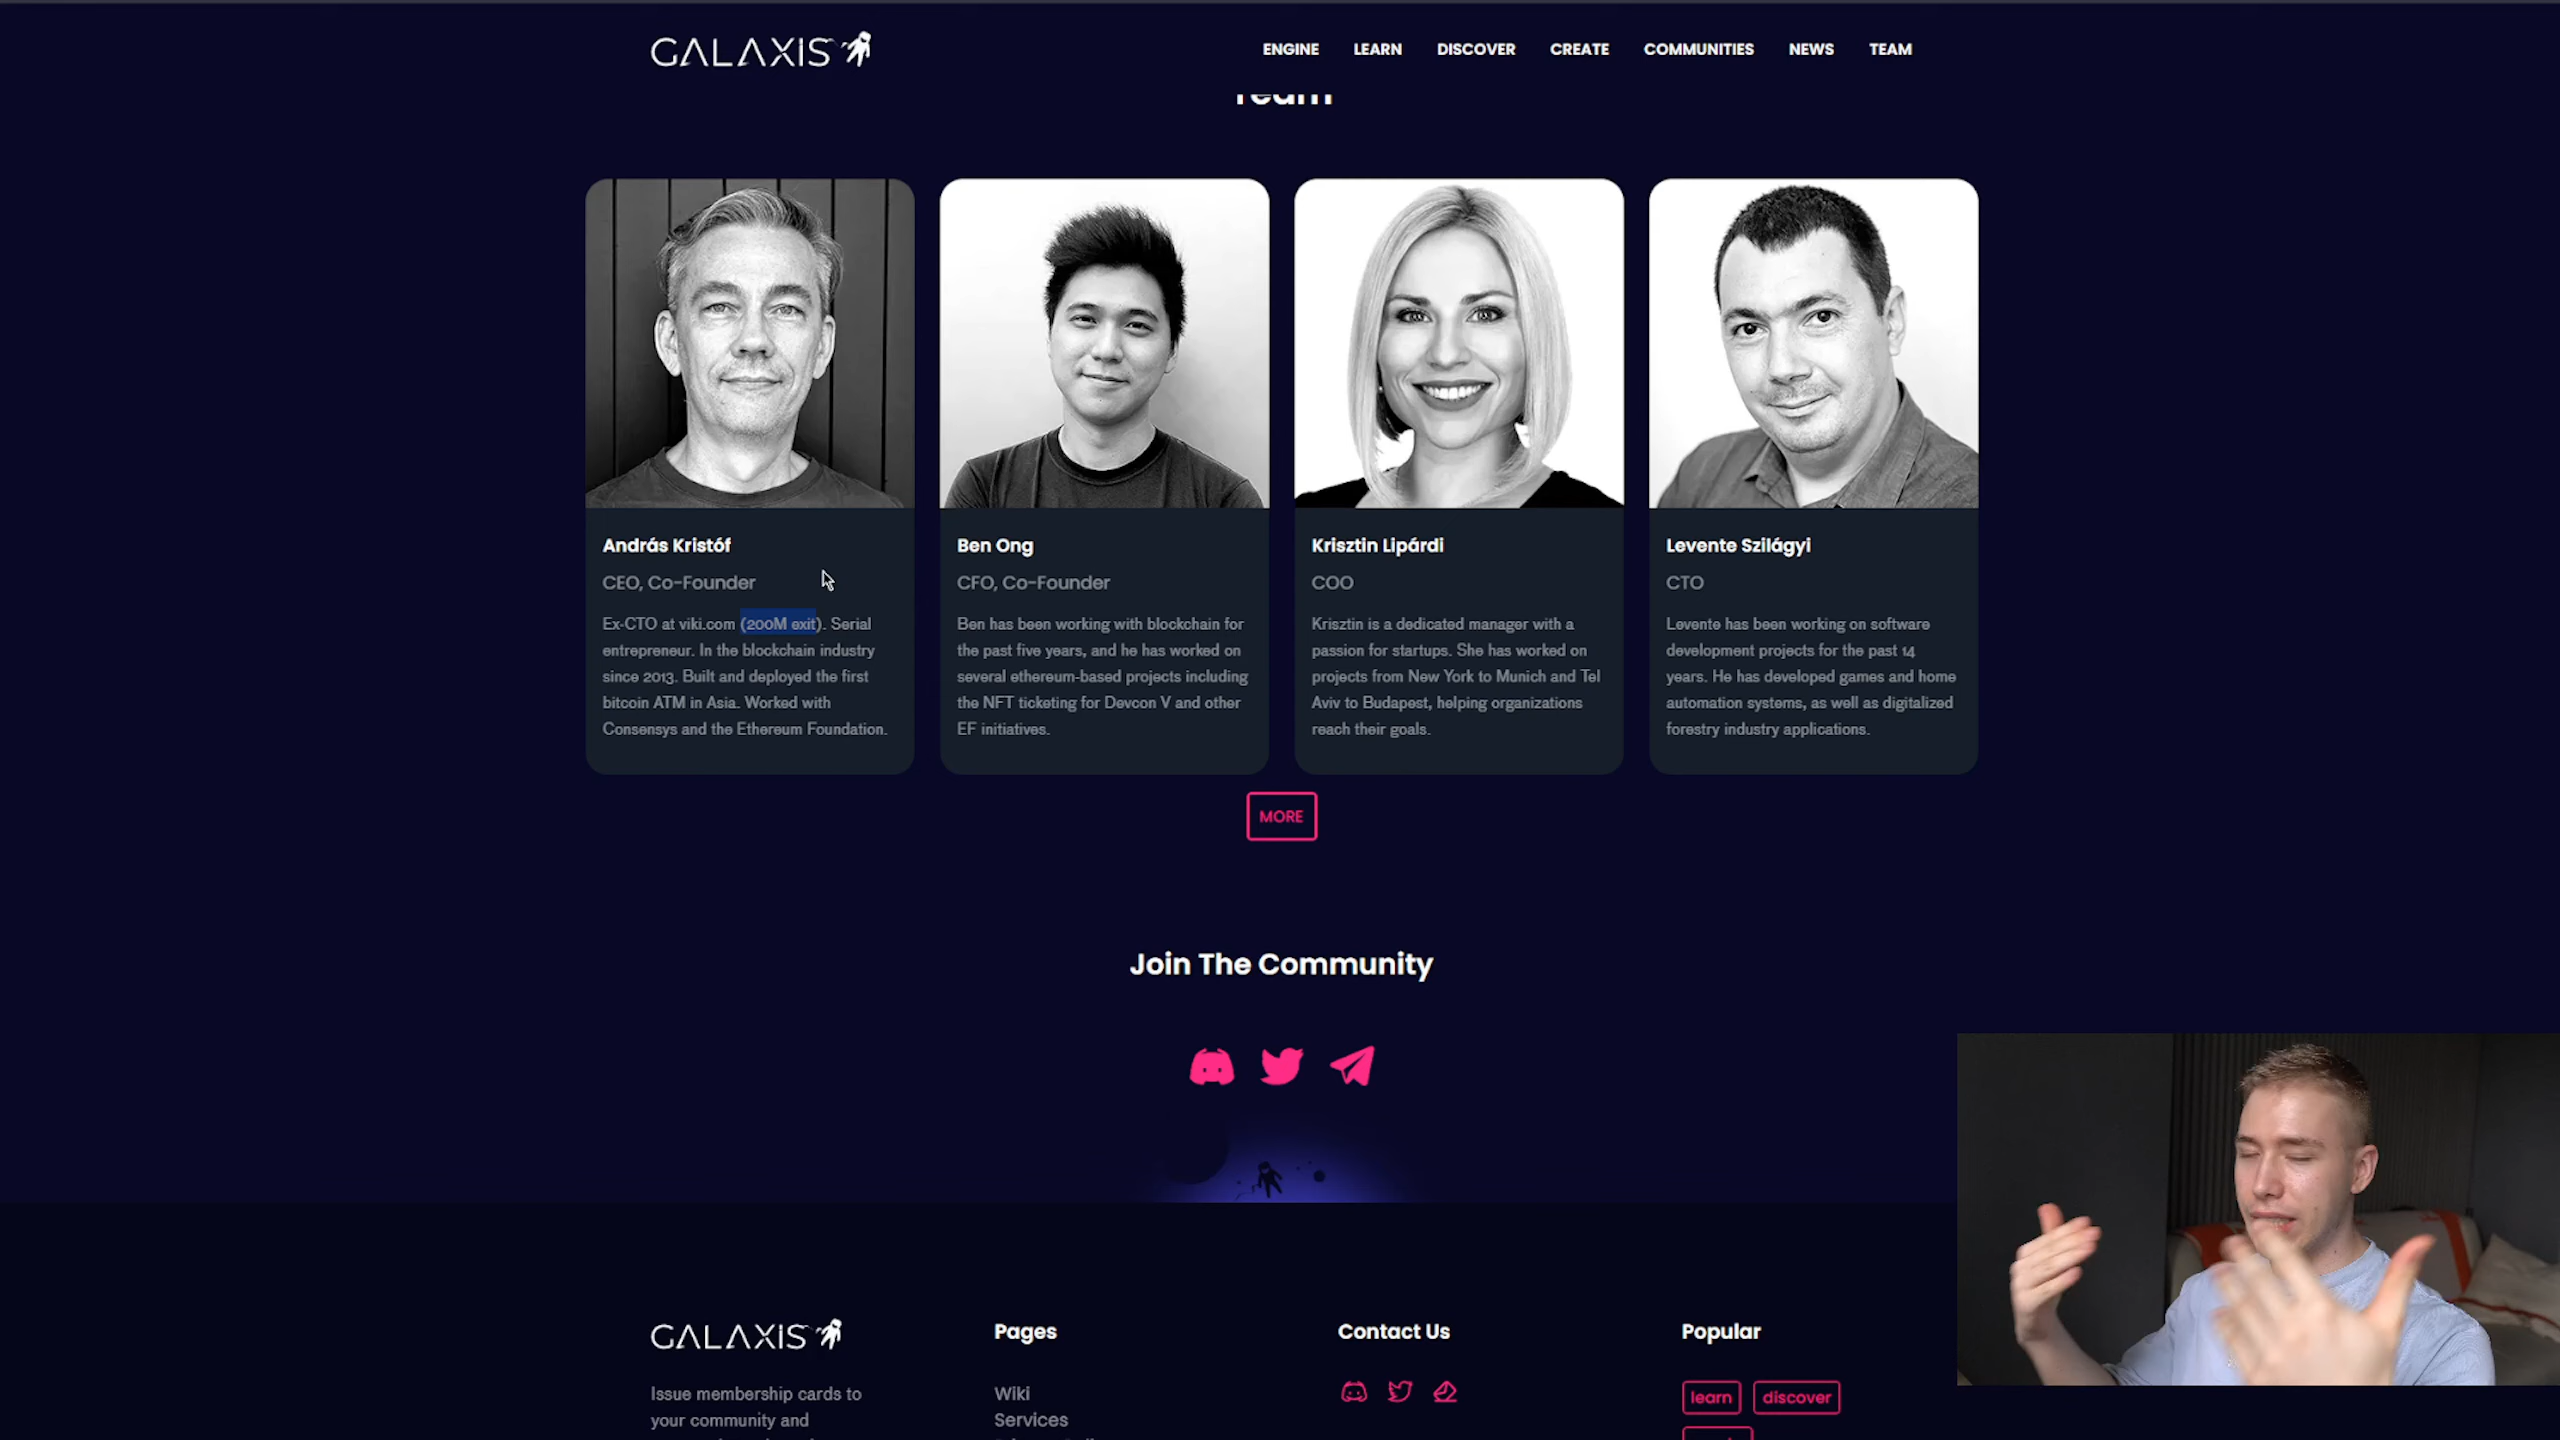 GALAXIS
ENGINE
LEARN
DISCOVER
CREATE
COMMUNITIES
NEWS
TEAM
Team
András Kristóf
CEO, Co-Founder
Ex-CTO at viki.com (200M exit). Serial
entrepreneur. In the blockchain industry
since 2013. Built and deployed the first
bitcoin ATM in Asia. Worked with
Consensys and the Ethereum Foundation.
Ben Ong
CFO, Co-Founder
Ben has been working with blockchain for
the past five years, and he has worked on
several ethereum-based projects including
the NFT ticketing for Devcon V and other
EF initiatives.
Krisztin Lipárdi
COO
Krisztin is a dedicated manager with a
passion for startups. She has worked on
projects from New York to Munich and Tel
Aviv to Budapest, helping organizations
reach their goals.
Levente Szilágyi
CTO
Levente has been working on software
development projects for the past 14
years. He has developed games and home
automation systems, as well as digitalized
forestry industry applications.
MORE
Join The Community
GALAXIS
Issue membership cards to
your community and
Pages
Wiki
Services
Contact Us
Popular
learn
discover